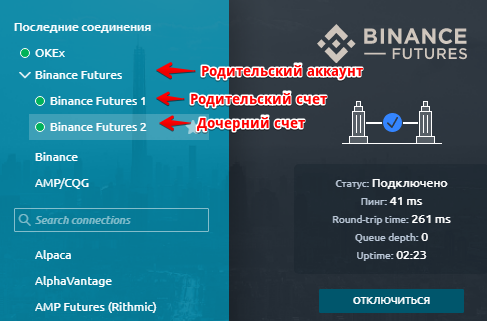 Последние соединения
OKEx
Binance Futures
Родительский аккаунт
Binance Futures 1
Родительский счет
Binance Futures 2
Дочерний счет
Binance
AMP/CQG
Search connections
Alpaca
AlphaVantage
AMP Futures (Rithmic)
BINANCE
FUTURES
Статус: Подключено
Пинг: 41 ms
Round-trip time: 261 ms
Queue depth: 0
Uptime: 02:23
ОТКЛЮЧИТЬСЯ